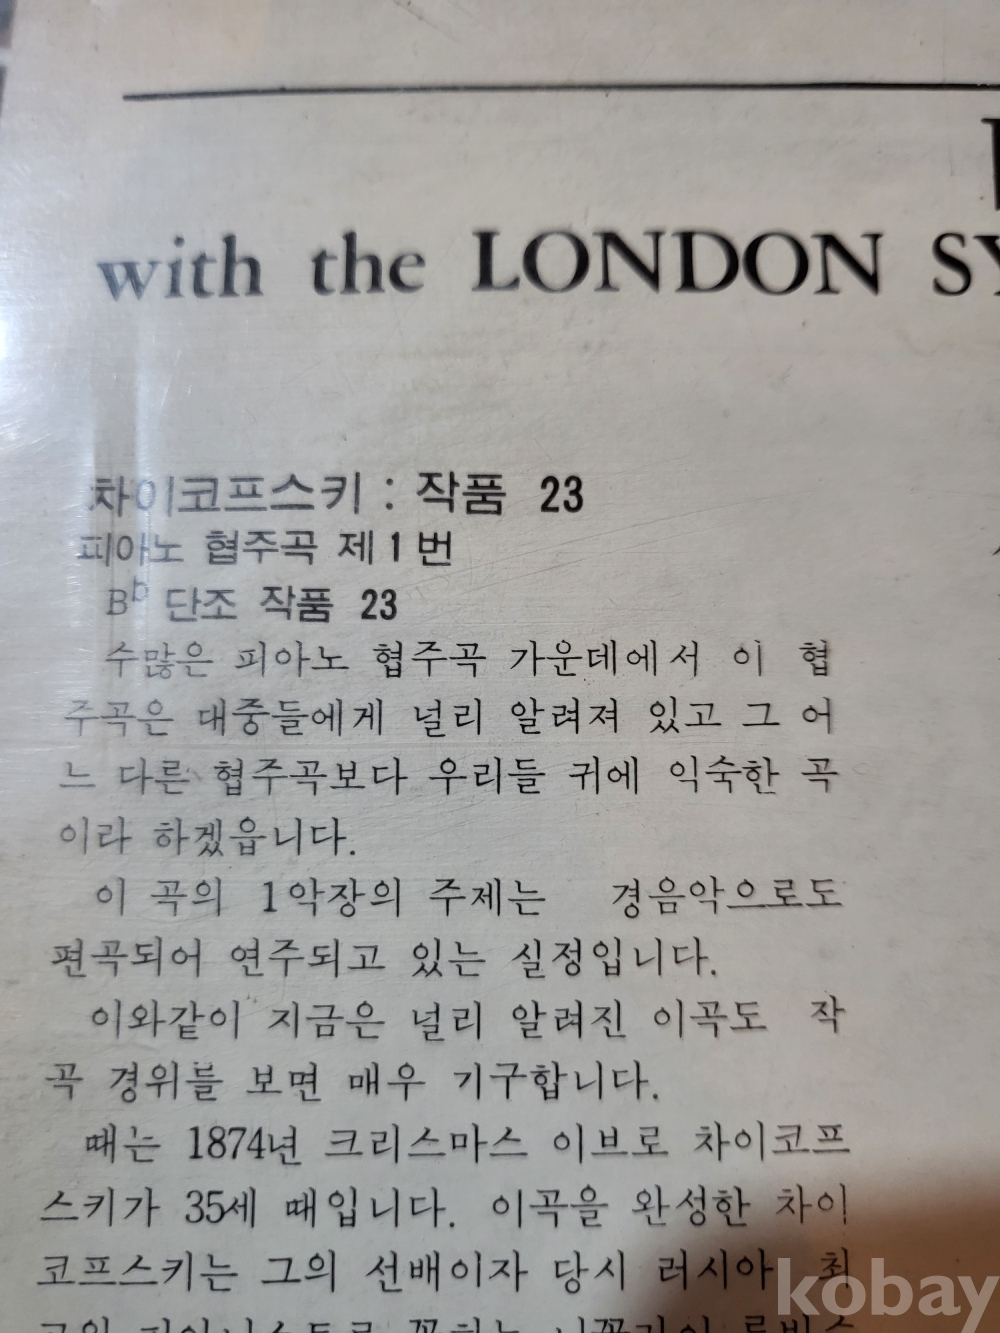 with the LONDON SY
차이코프스키 : 작품 23
피아노 협주곡 제 1 번
B♭ 단조 작품 23
수많은 피아노 협주곡 가운데에서 이 협
주곡은 대중들에게 널리 알려져 있고 그 어
느 다른 협주곡보다 우리들 귀에 익숙한 곡
이라 하겠읍니다.
이 곡의 1악장의 주제는 경음악으로도
편곡되어 연주되고 있는 실정입니다.
이와같이 지금은 널리 알려진 이곡도 작
곡 경위를 보면 매우 기구합니다.
때는 1874년 크리스마스 이브로 차이코프
스키가 35세 때입니다. 이곡을 완성한 차이
코프스키는 그의 선배이자 당시 러시아 최
kobay